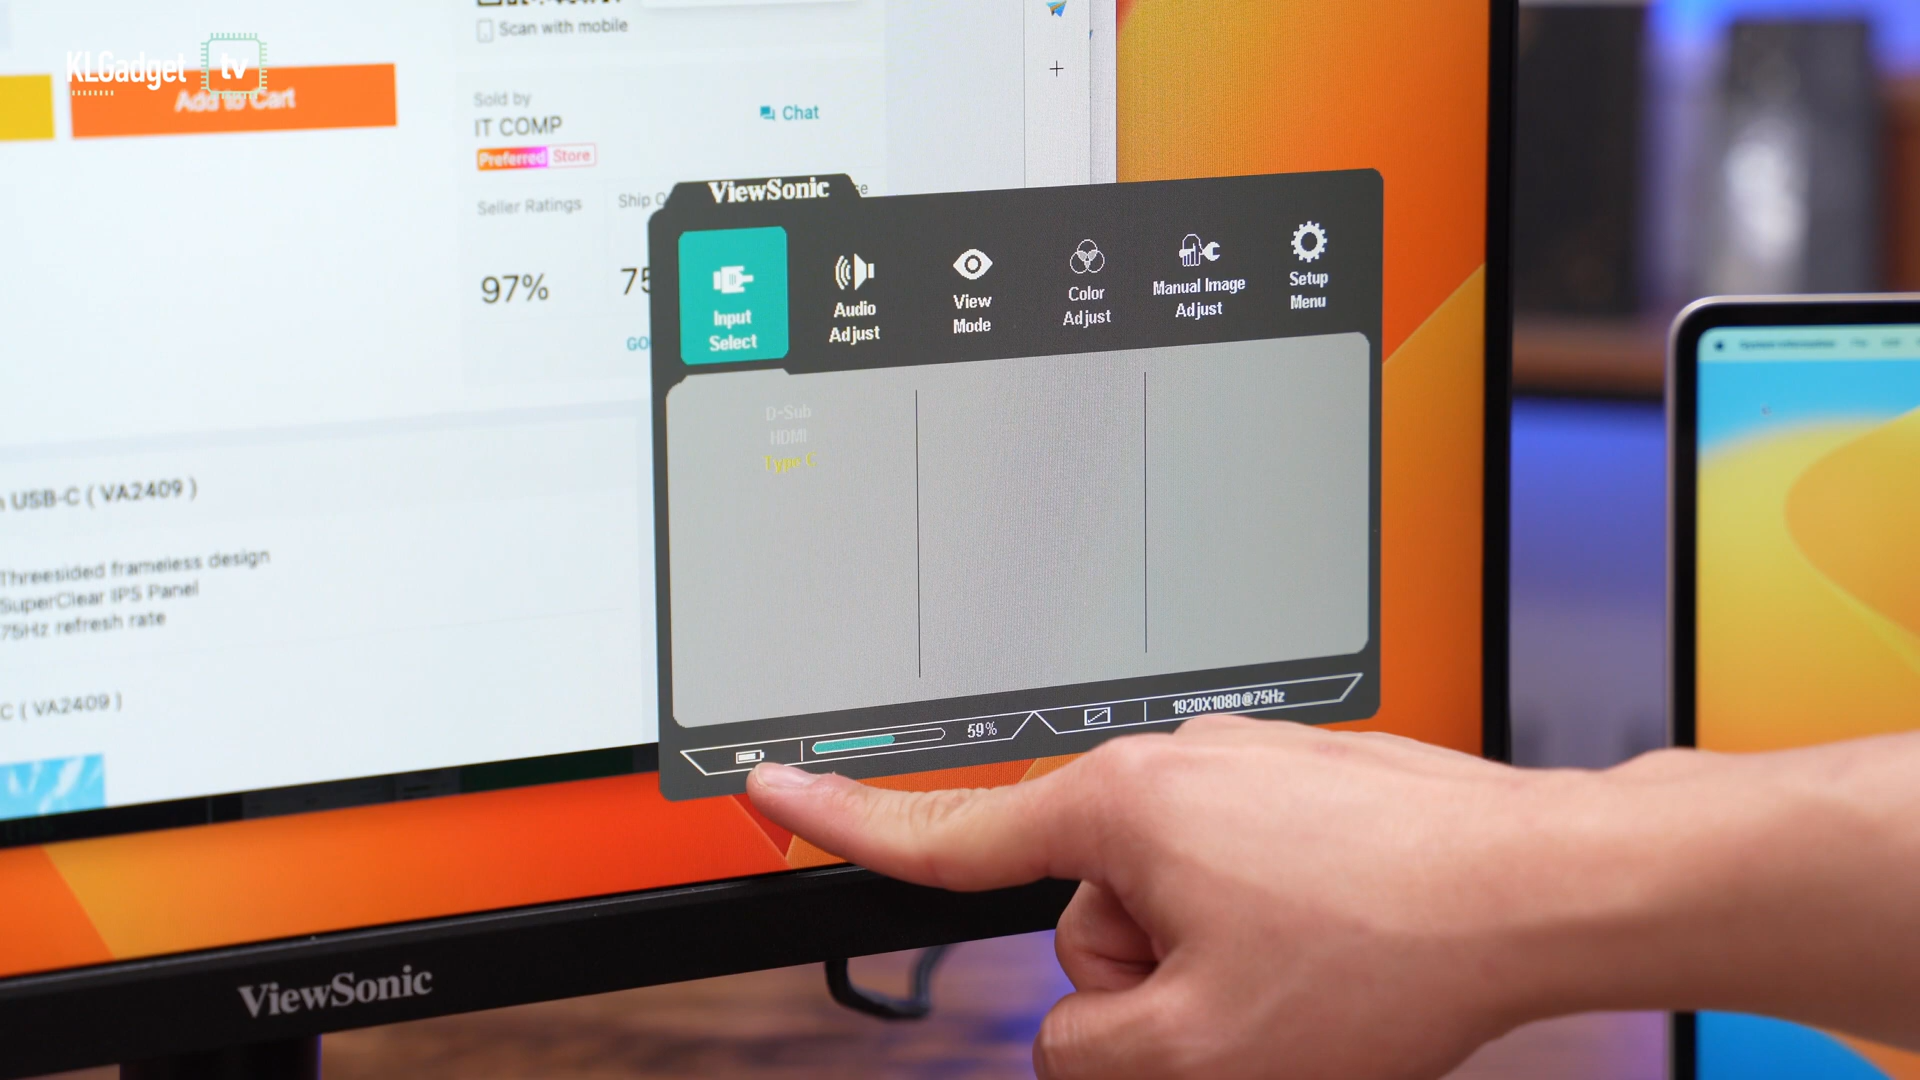 KLGadget tv
Add to Cart
Scan with mobile
Sold by
IT COMP
Preferred Store
Chat
Seller Ratings
Ship
97%
USB-C ( VA2409 )
Threesided frameless design
SuperClear IPS Panel
75Hz refresh rate
C ( VA2409 )
ViewSonic
Input
Select
Audio
Adjust
View
Mode
Color
Adjust
Manual Image
Adjust
Setup
Menu
D-Sub
HDMI
Type C
59%
1920X1080@75Hz
ViewSonic
System Information